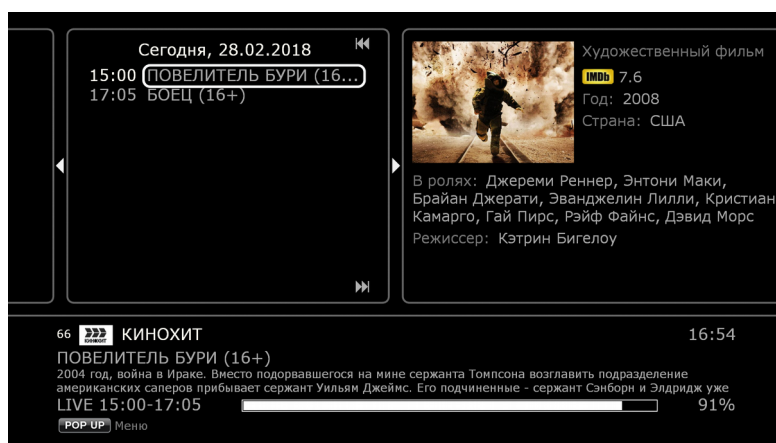 Сегодня, 28.02.2018
15:00 ПОВЕЛИТЕЛЬ БУРИ (16...
17:05 БОЕЦ (16+)
Художественный фильм
IMDb 7.6
Год: 2008
Страна: США
В ролях: Джереми Реннер, Энтони Маки,
Брайан Джерати, Эванджелин Лилли, Кристиан
Камарго, Гай Пирс, Рэйф Файнс, Дэвид Морс
Режиссер: Кэтрин Бигелоу
66 КИНОХИТ КИНОХИТ 16:54
ПОВЕЛИТЕЛЬ БУРИ (16+)
2004 год, война в Ираке. Вместо подорвавшегося на мине сержанта Томпсона возглавить подразделение
американских саперов прибывает сержант Уильям Джеймс. Его подчиненные - сержант Сэнборн и Элдридж уже
LIVE 15:00-17:05 91%
POP UP Меню